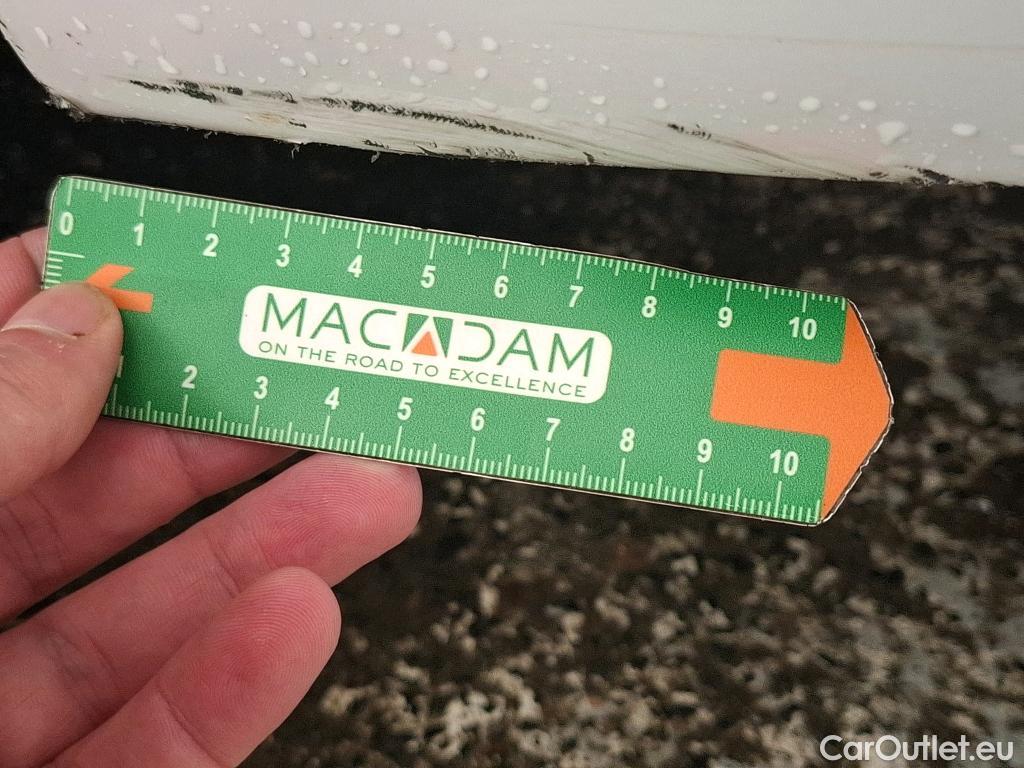 0 1 2 3 4 5 6 7 8 9 10
MACADAM
ON THE ROAD TO EXCELLENCE
1 2 3 4 5 6 7 8 9 10
CarOutlet.eu